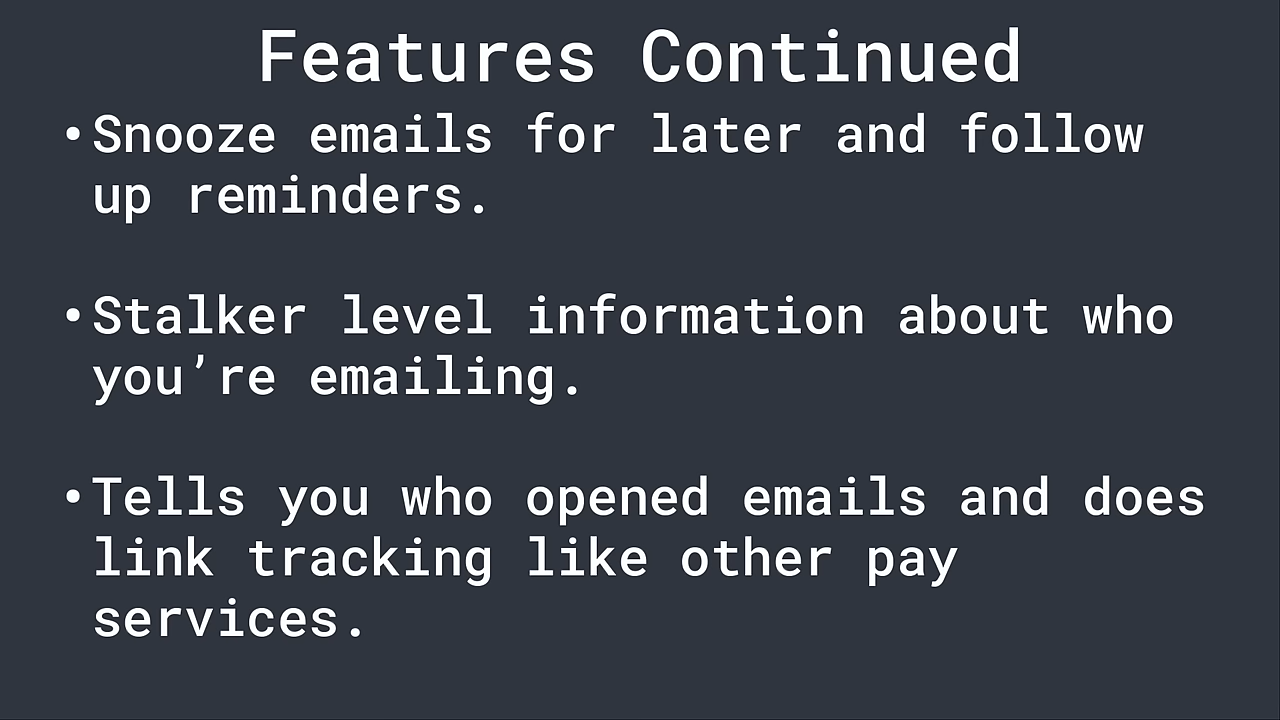 Features Continued
•Snooze emails for later and follow
up reminders.
•Stalker level information about who
you’re emailing.
•Tells you who opened emails and does
link tracking like other pay
services.